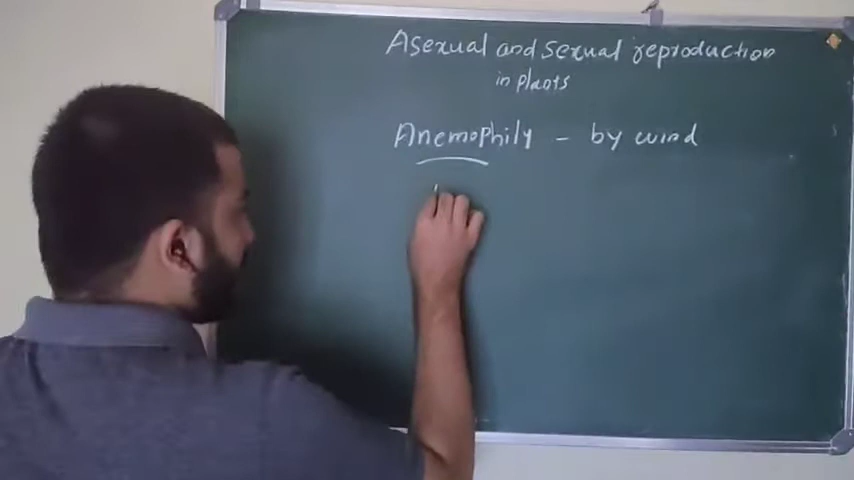 Asexual and Sexual reproduction
in plants
Anemophily - by wind